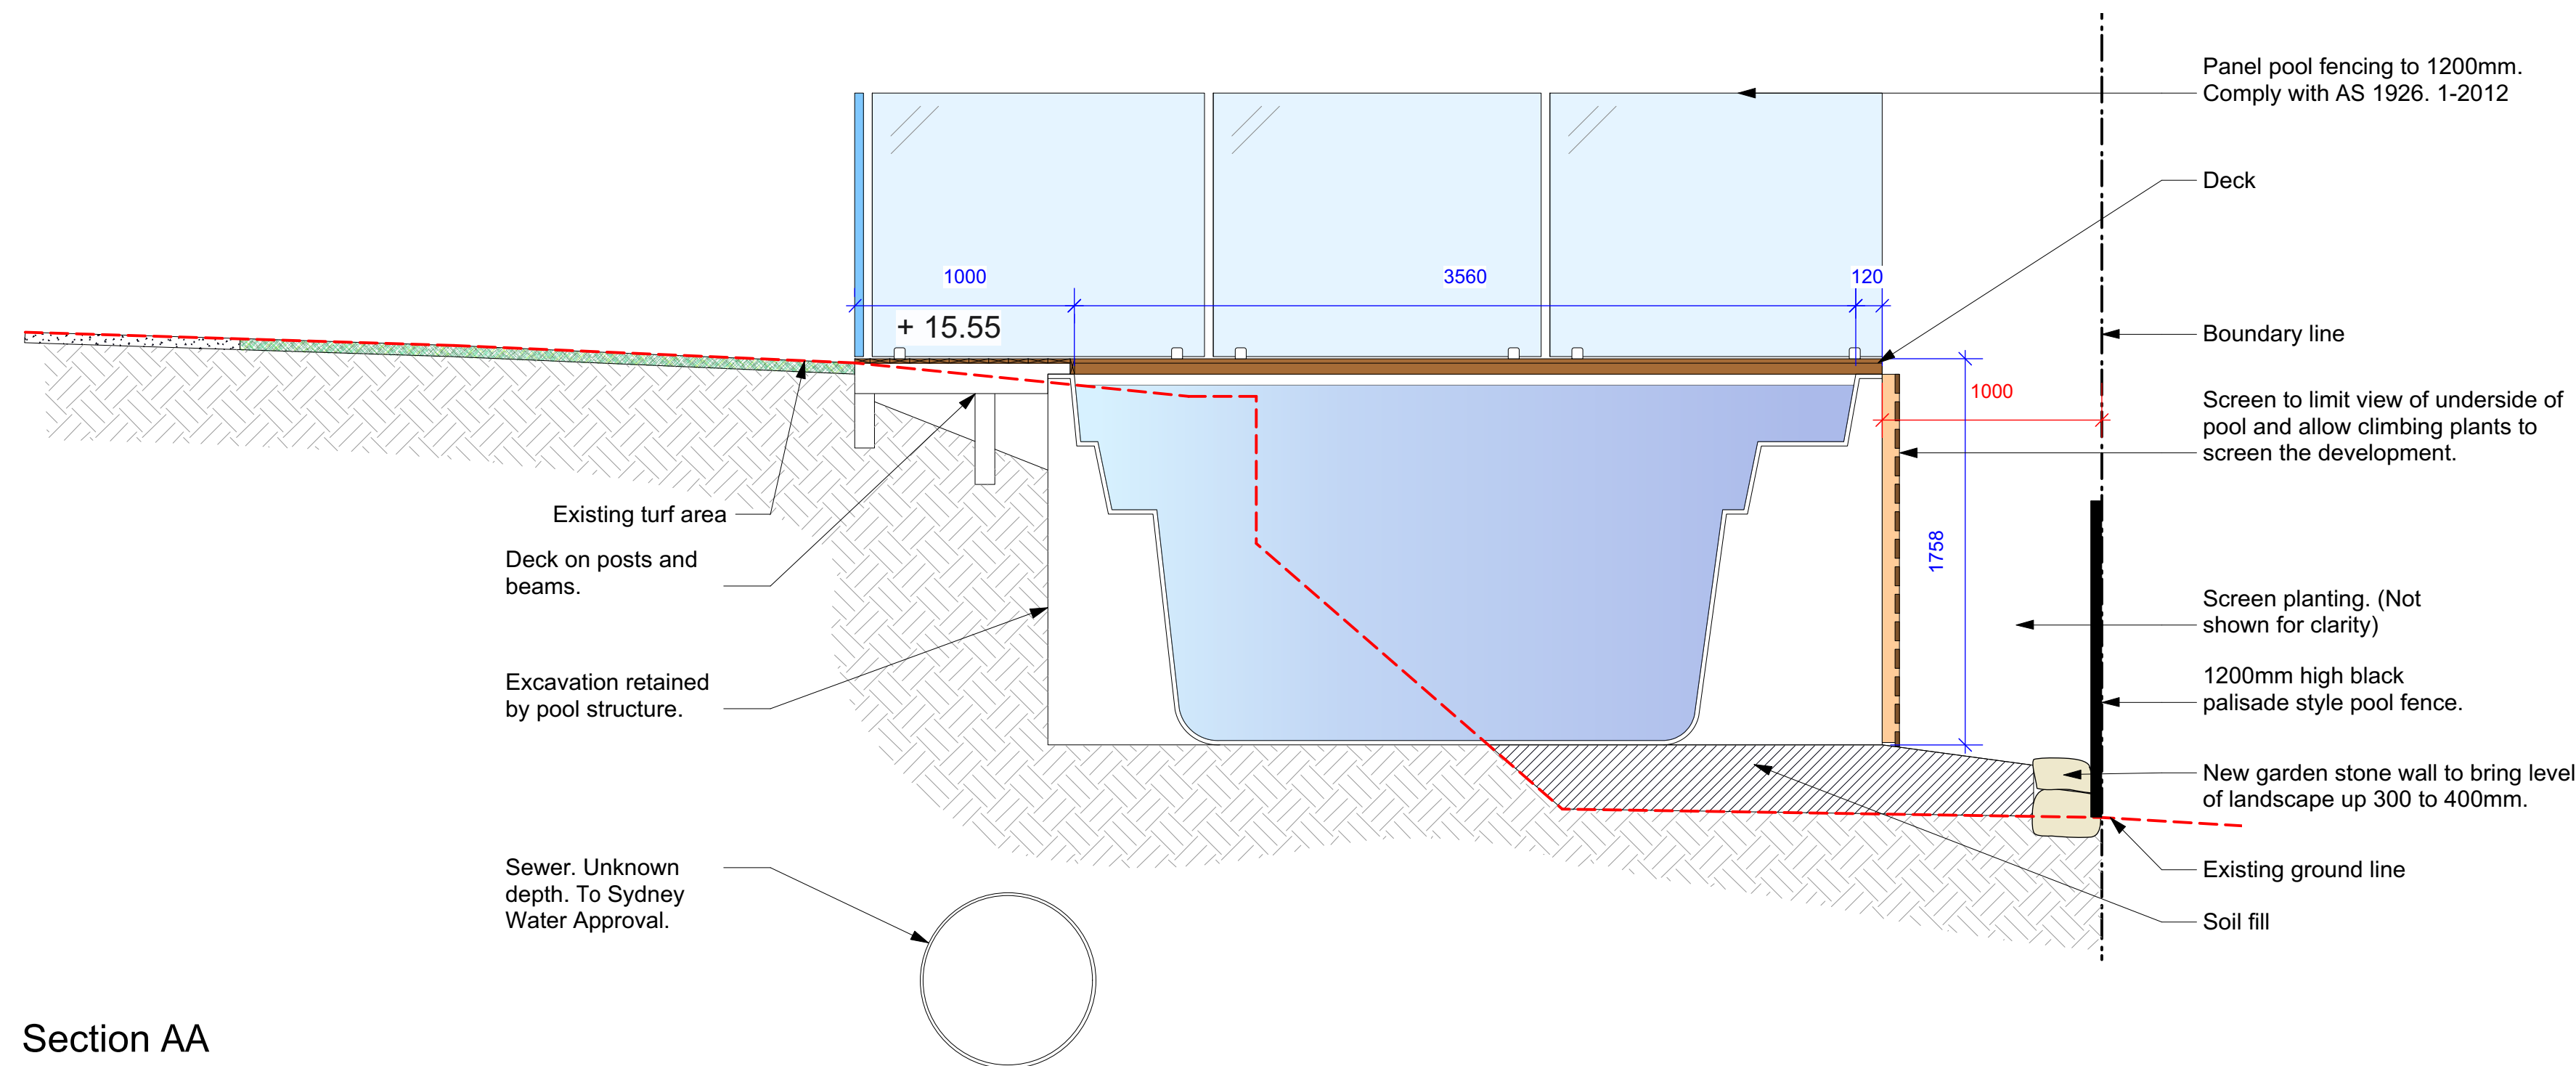 Panel pool fencing to 1200mm.
Comply with AS 1926. 1-2012
Deck
1000
3560
120
+ 15.55
Boundary line
1000
Screen to limit view of underside of
pool and allow climbing plants to
screen the development.
Existing turf area
Deck on posts and
beams.
1758
Screen planting. (Not
shown for clarity)
Excavation retained
by pool structure.
1200mm high black
palisade style pool fence.
New garden stone wall to bring level
of landscape up 300 to 400mm.
Sewer. Unknown
depth. To Sydney
Water Approval.
Existing ground line
Soil fill
Section AA